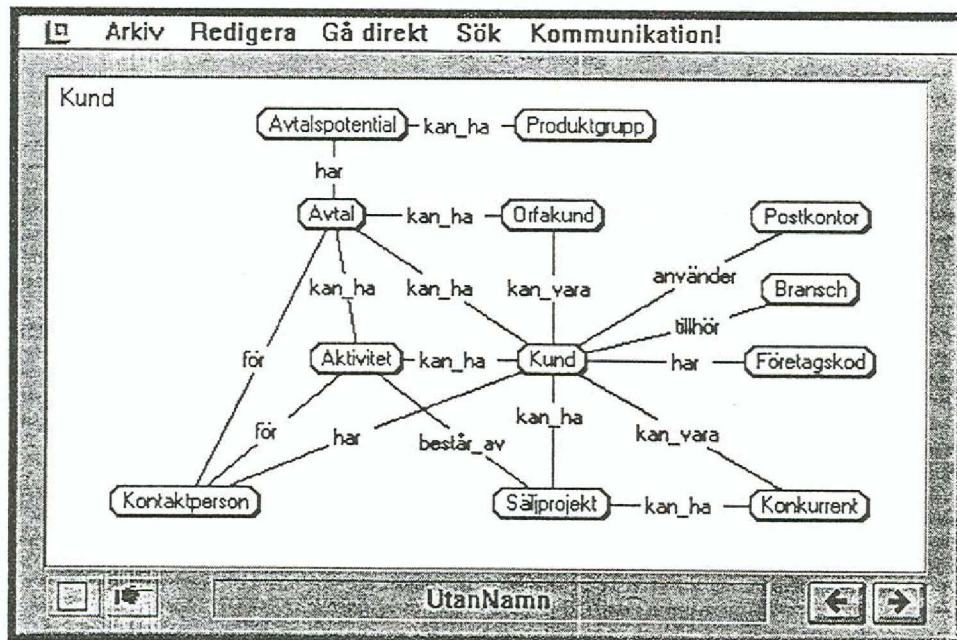 Arkiv Redigera Gå direkt Sök Kommunikation!
Kund
Avtalspotential kan_ha Produktgrupp
har
Avtal kan_ha Orfakund Postkontor
använder
kan_ha kan_ha kan_vara Bransch
tillhör
för Aktivitet kan_ha Kund har Företagskod
kan_ha
för har består_av kan_vara
Kontaktperson Säljprojekt kan_ha Konkurrent
UtanNamn